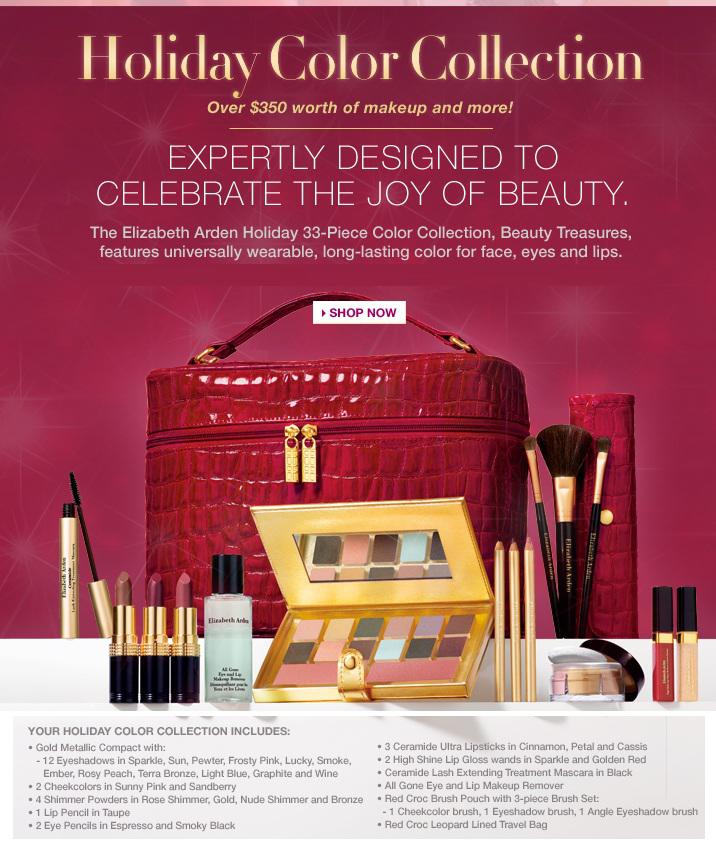 Holiday Color Collection
Over $350 worth of makeup and more!
EXPERTLY DESIGNED TO
CELEBRATE THE JOY OF BEAUTY.
The Elizabeth Arden Holiday 33-Piece Color Collection, Beauty Treasures,
features universally wearable, long-lasting color for face, eyes and lips.
SHOP NOW
Elizabeth Arden
Elizabeth Arden
All Gone
Eye and Lip
Makeup Remover
Elizabeth Arden
YOUR HOLIDAY COLOR COLLECTION INCLUDES:
• Gold Metallic Compact with:
- 12 Eyeshadows in Sparkle, Sun, Pewter, Frosty Pink, Lucky, Smoke,
Ember, Rosy Peach, Terra Bronze, Light Blue, Graphite and Wine
• 2 Cheekcolors in Sunny Pink and Sandberry
• 4 Shimmer Powders in Rose Shimmer, Gold, Nude Shimmer and Bronze
• 1 Lip Pencil in Taupe
• 2 Eye Pencils in Espresso and Smoky Black
• 3 Ceramide Ultra Lipsticks in Cinnamon, Petal and Cassis
• 2 High Shine Lip Gloss wands in Sparkle and Golden Red
• Ceramide Lash Extending Treatment Mascara in Black
• All Gone Eye and Lip Makeup Remover
• Red Croc Brush Pouch with 3-piece Brush Set:
- 1 Cheekcolor brush, 1 Eyeshadow brush, 1 Angle Eyeshadow brush
• Red Croc Leopard Lined Travel Bag